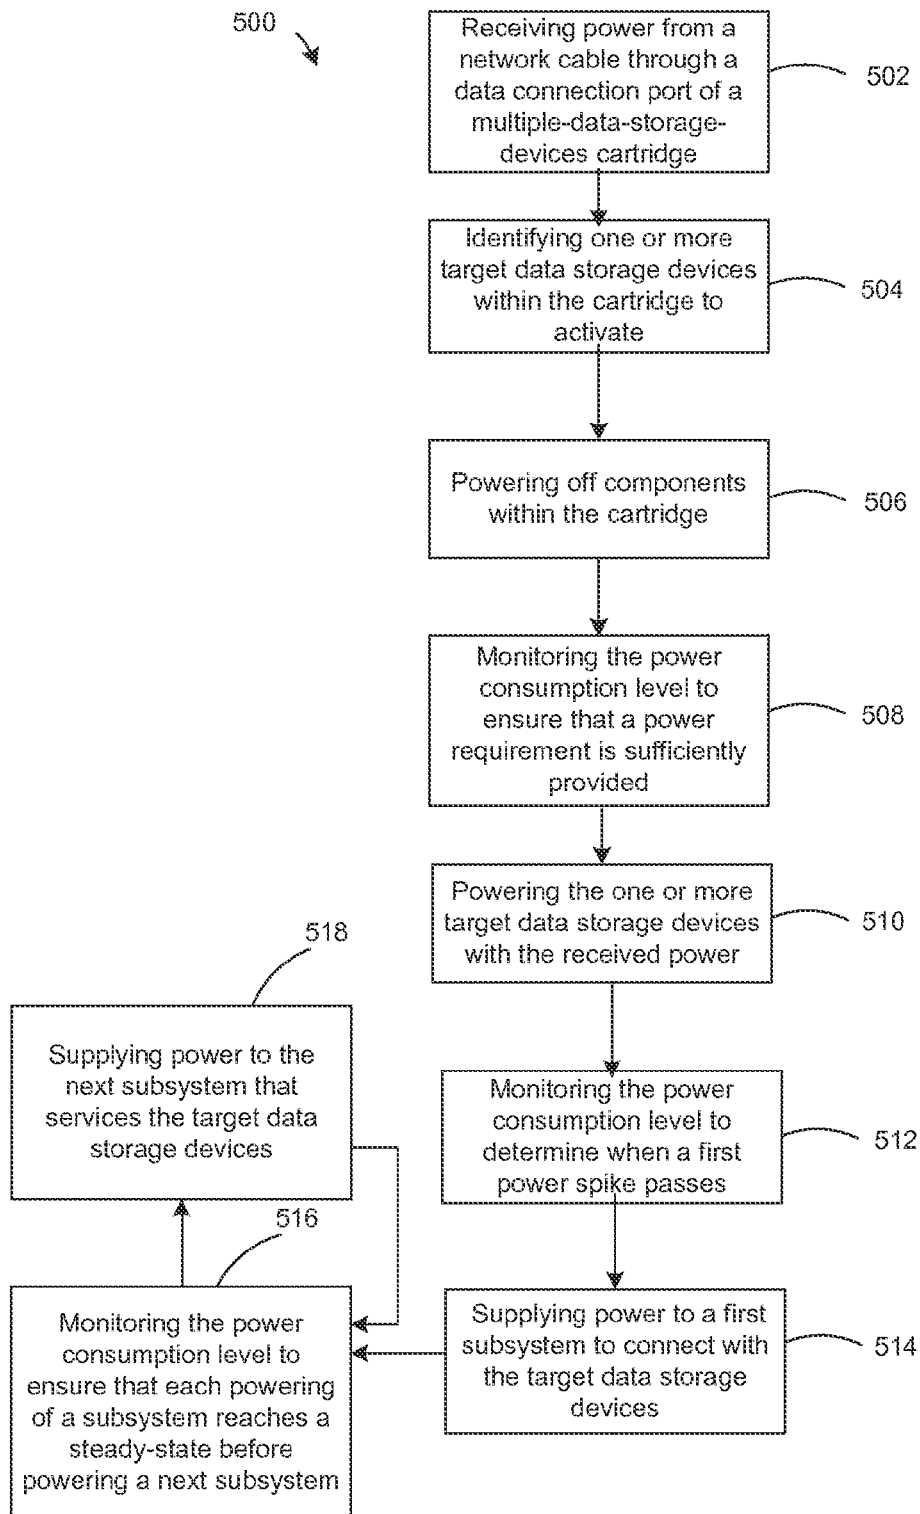 500
Receiving power from a
network cable through a
data connection port of a
multiple-data-storage-
devices cartridge
502
Identifying one or more
target data storage devices
within the cartridge to
activate
504
Powering off components
within the cartridge
506
Monitoring the power
consumption level to
ensure that a power
requirement is sufficiently
provided
508
Powering the one or more
target data storage devices
with the received power
510
Monitoring the power
consumption level to
determine when a first
power spike passes
512
Supplying power to a first
subsystem to connect with
the target data storage
devices
514
516
Monitoring the power
consumption level to
ensure that each powering
of a subsystem reaches a
steady-state before
powering a next subsystem
518
Supplying power to the
next subsystem that
services the target data
storage devices